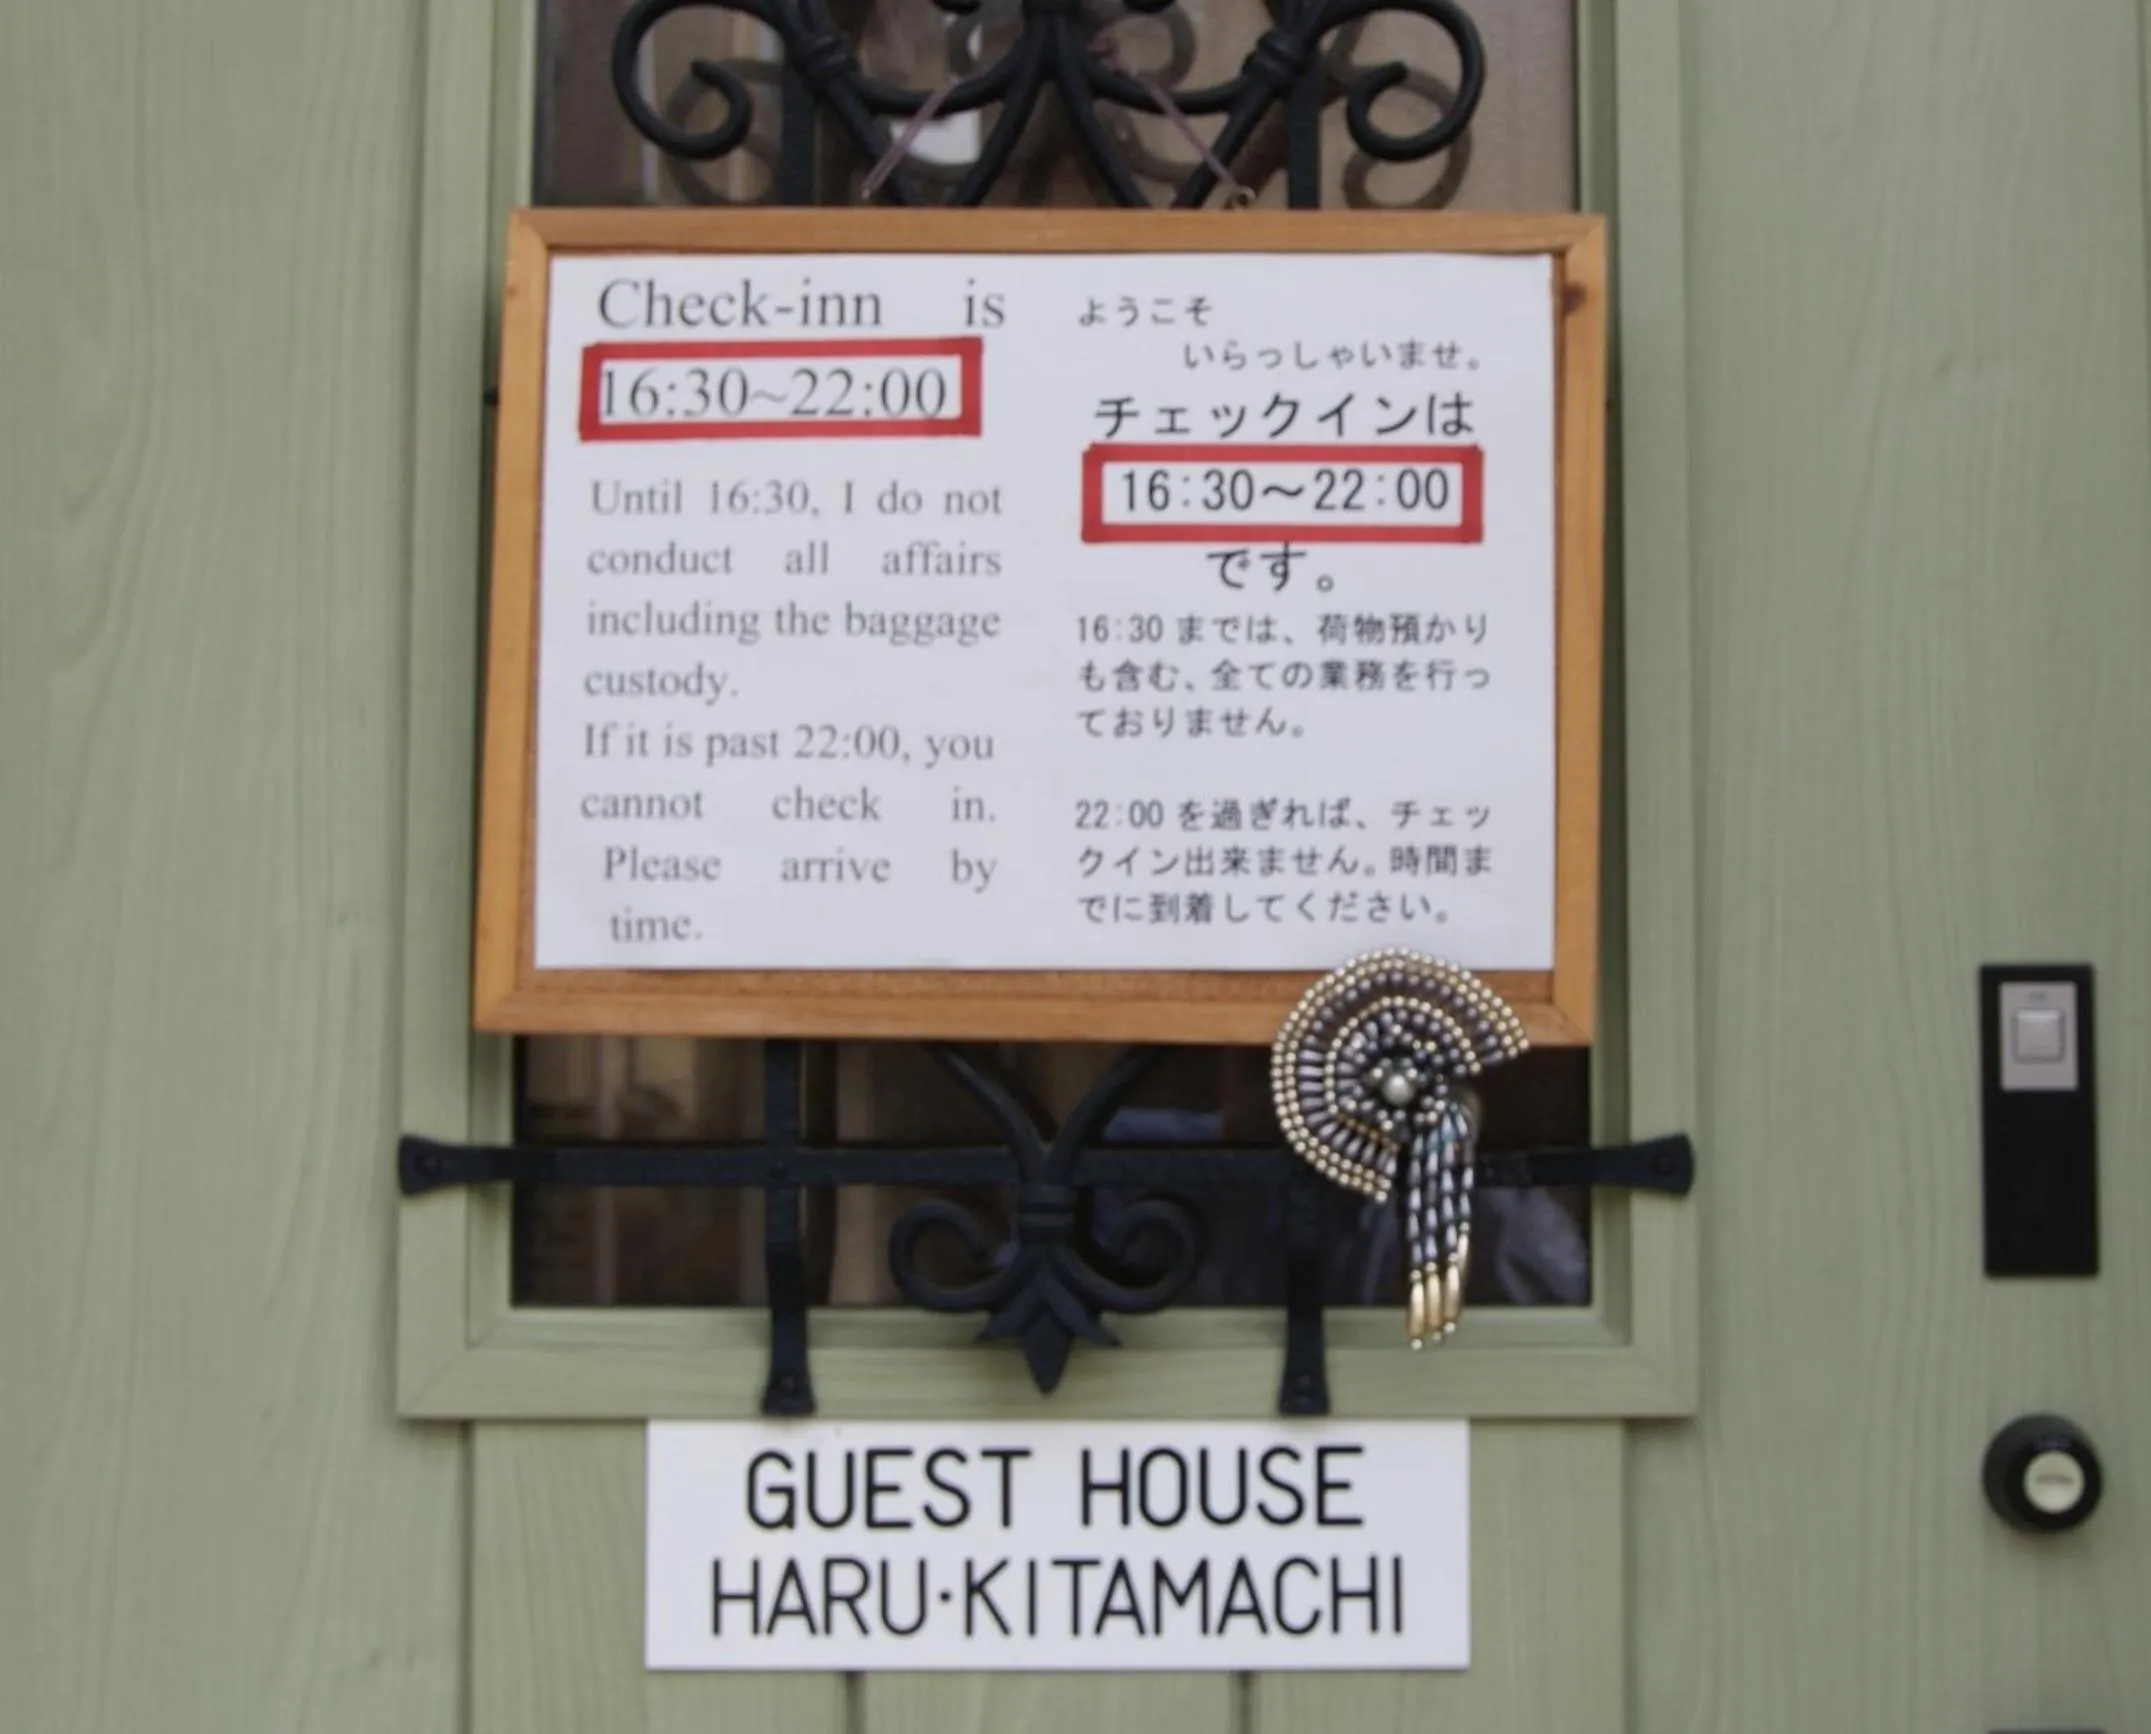 Check-inn is
16:30~22:00
Until 16:30, I do not
conduct all affairs
including the baggage
custody.
If it is past 22:00, you
cannot check in.
Please arrive by
time.
ようこそ
いらっしゃいませ。
チェックインは
16:30～22:00
です。
16:30 までは、荷物預かり
も含む、全ての業務を行っ
ておりません。
22:00 を過ぎれば、チェッ
クイン出来ません。時間ま
でに到着してください。
GUEST HOUSE
HARU・KITAMACHI